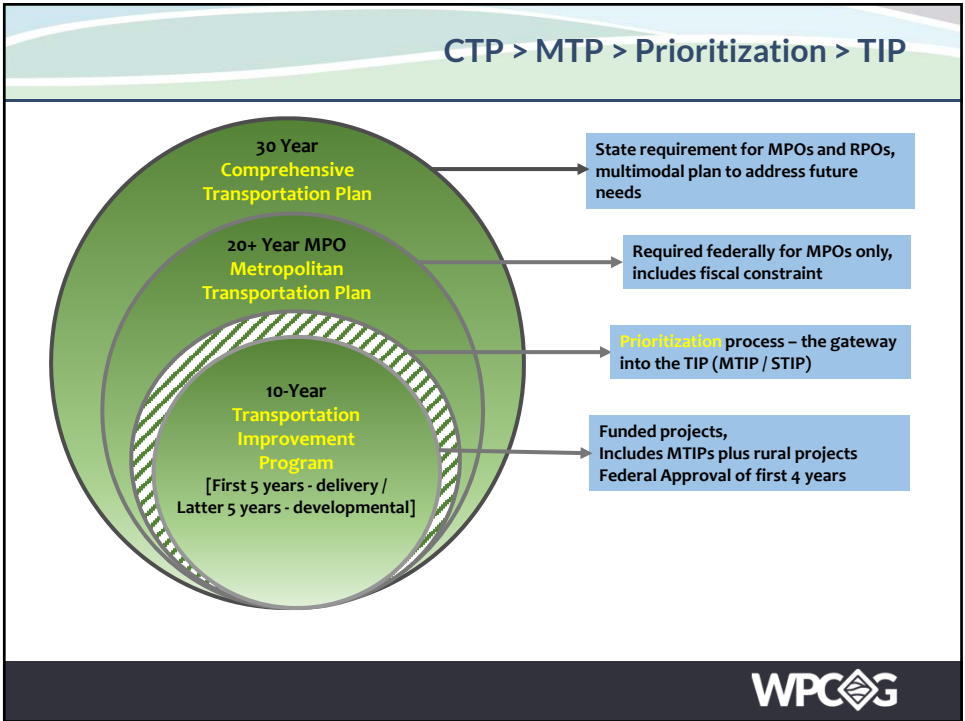 CTP > MTP > Prioritization > TIP
30 Year
Comprehensive
Transportation Plan
State requirement for MPOs and RPOs,
multimodal plan to address future
needs
20+ Year MPO
Metropolitan
Transportation Plan
Required federally for MPOs only,
includes fiscal constraint
Prioritization process – the gateway
into the TIP (MTIP / STIP)
10-Year
Transportation
Improvement
Program
[First 5 years - delivery /
Latter 5 years - developmental]
Funded projects,
Includes MTIPs plus rural projects
Federal Approval of first 4 years
WPCOG